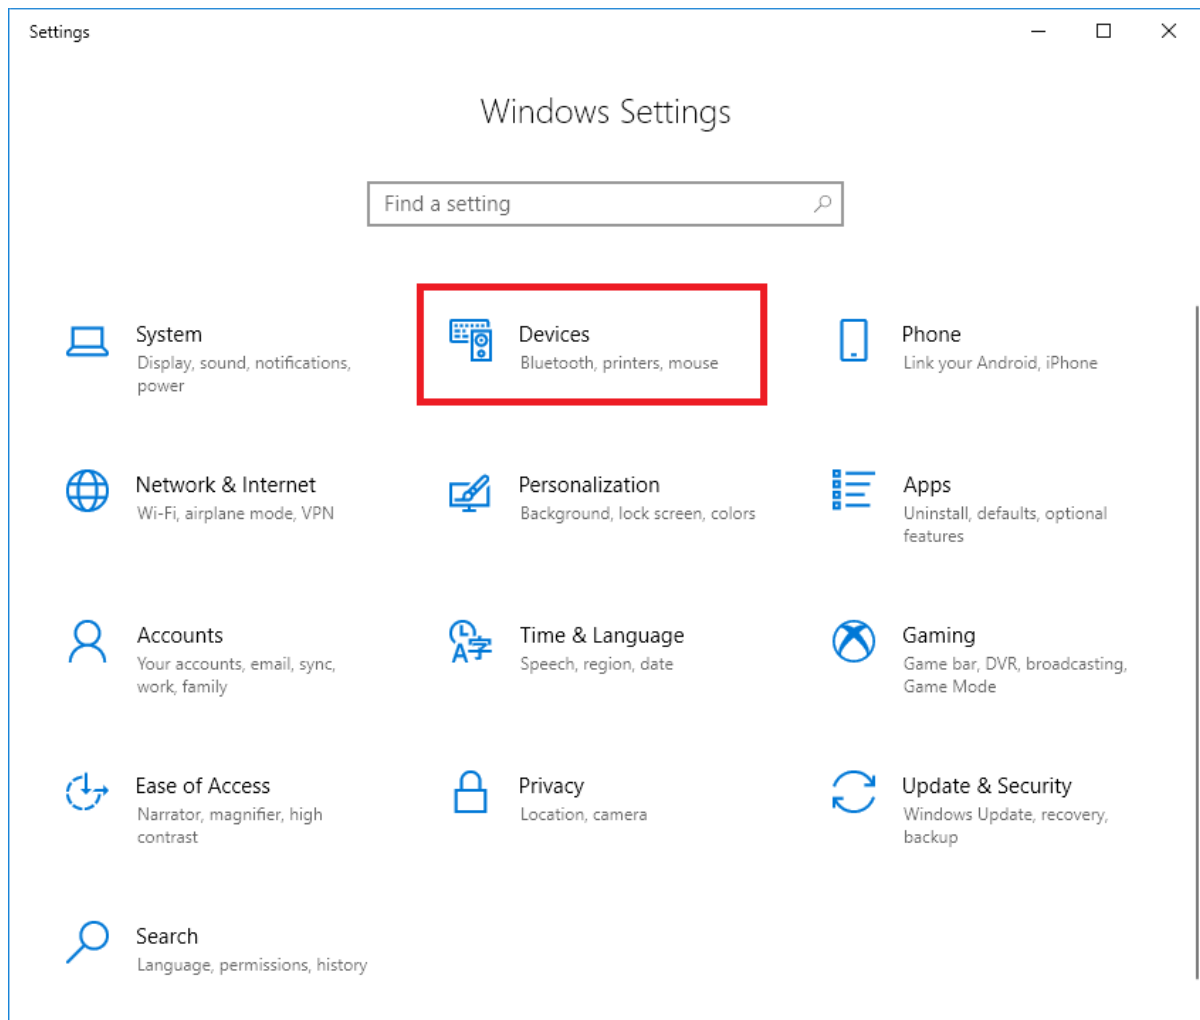 Settings
Windows Settings
Find a setting
System
Display, sound, notifications,
power
Devices
Bluetooth, printers, mouse
Phone
Link your Android, iPhone
Network & Internet
Wi-Fi, airplane mode, VPN
Personalization
Background, lock screen, colors
Apps
Uninstall, defaults, optional
features
Accounts
Your accounts, email, sync,
work, family
Time & Language
Speech, region, date
Gaming
Game bar, DVR, broadcasting,
Game Mode
Ease of Access
Narrator, magnifier, high
contrast
Privacy
Location, camera
Update & Security
Windows Update, recovery,
backup
Search
Language, permissions, history